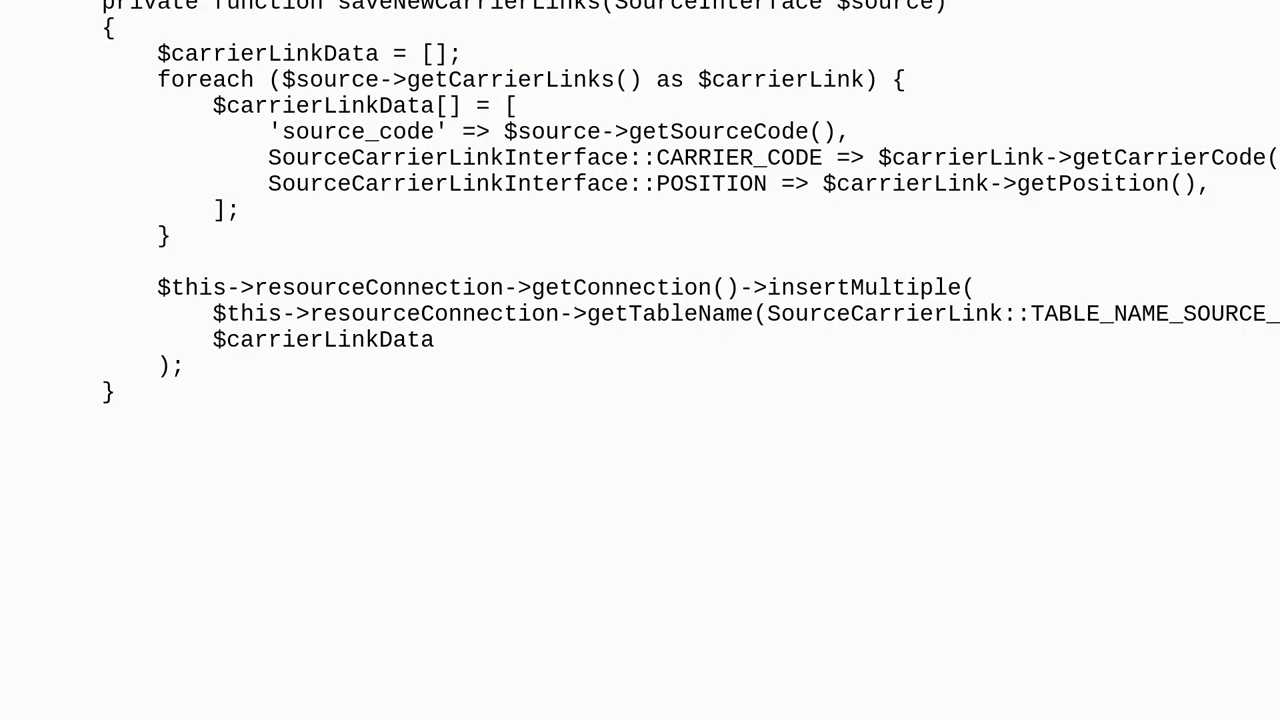 private function saveNewCarrierLinks(SourceInterface $source)
{
$carrierLinkData = [];
foreach ($source->getCarrierLinks() as $carrierLink) {
$carrierLinkData[] = [
'source_code' => $source->getSourceCode(),
SourceCarrierLinkInterface::CARRIER_CODE => $carrierLink->getCarrierCode(
SourceCarrierLinkInterface::POSITION => $carrierLink->getPosition(),
];
}
$this->resourceConnection->getConnection()->insertMultiple(
$this->resourceConnection->getTableName(SourceCarrierLink::TABLE_NAME_SOURCE_
$carrierLinkData
);
}